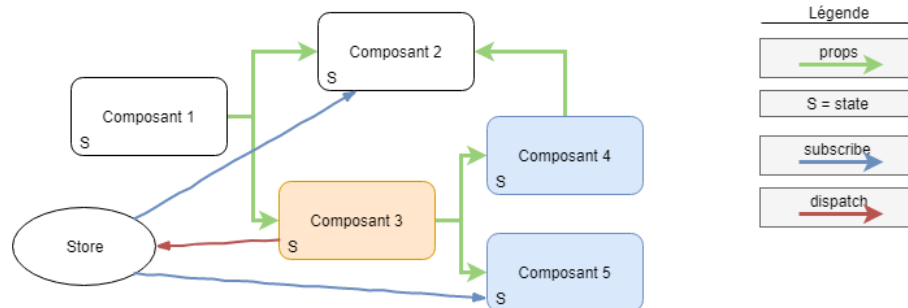 Composant 2
S
Composant 1
S
Composant 4
S
Composant 3
S
Store
Composant 5
S
Légende
props
S = state
subscribe
dispatch